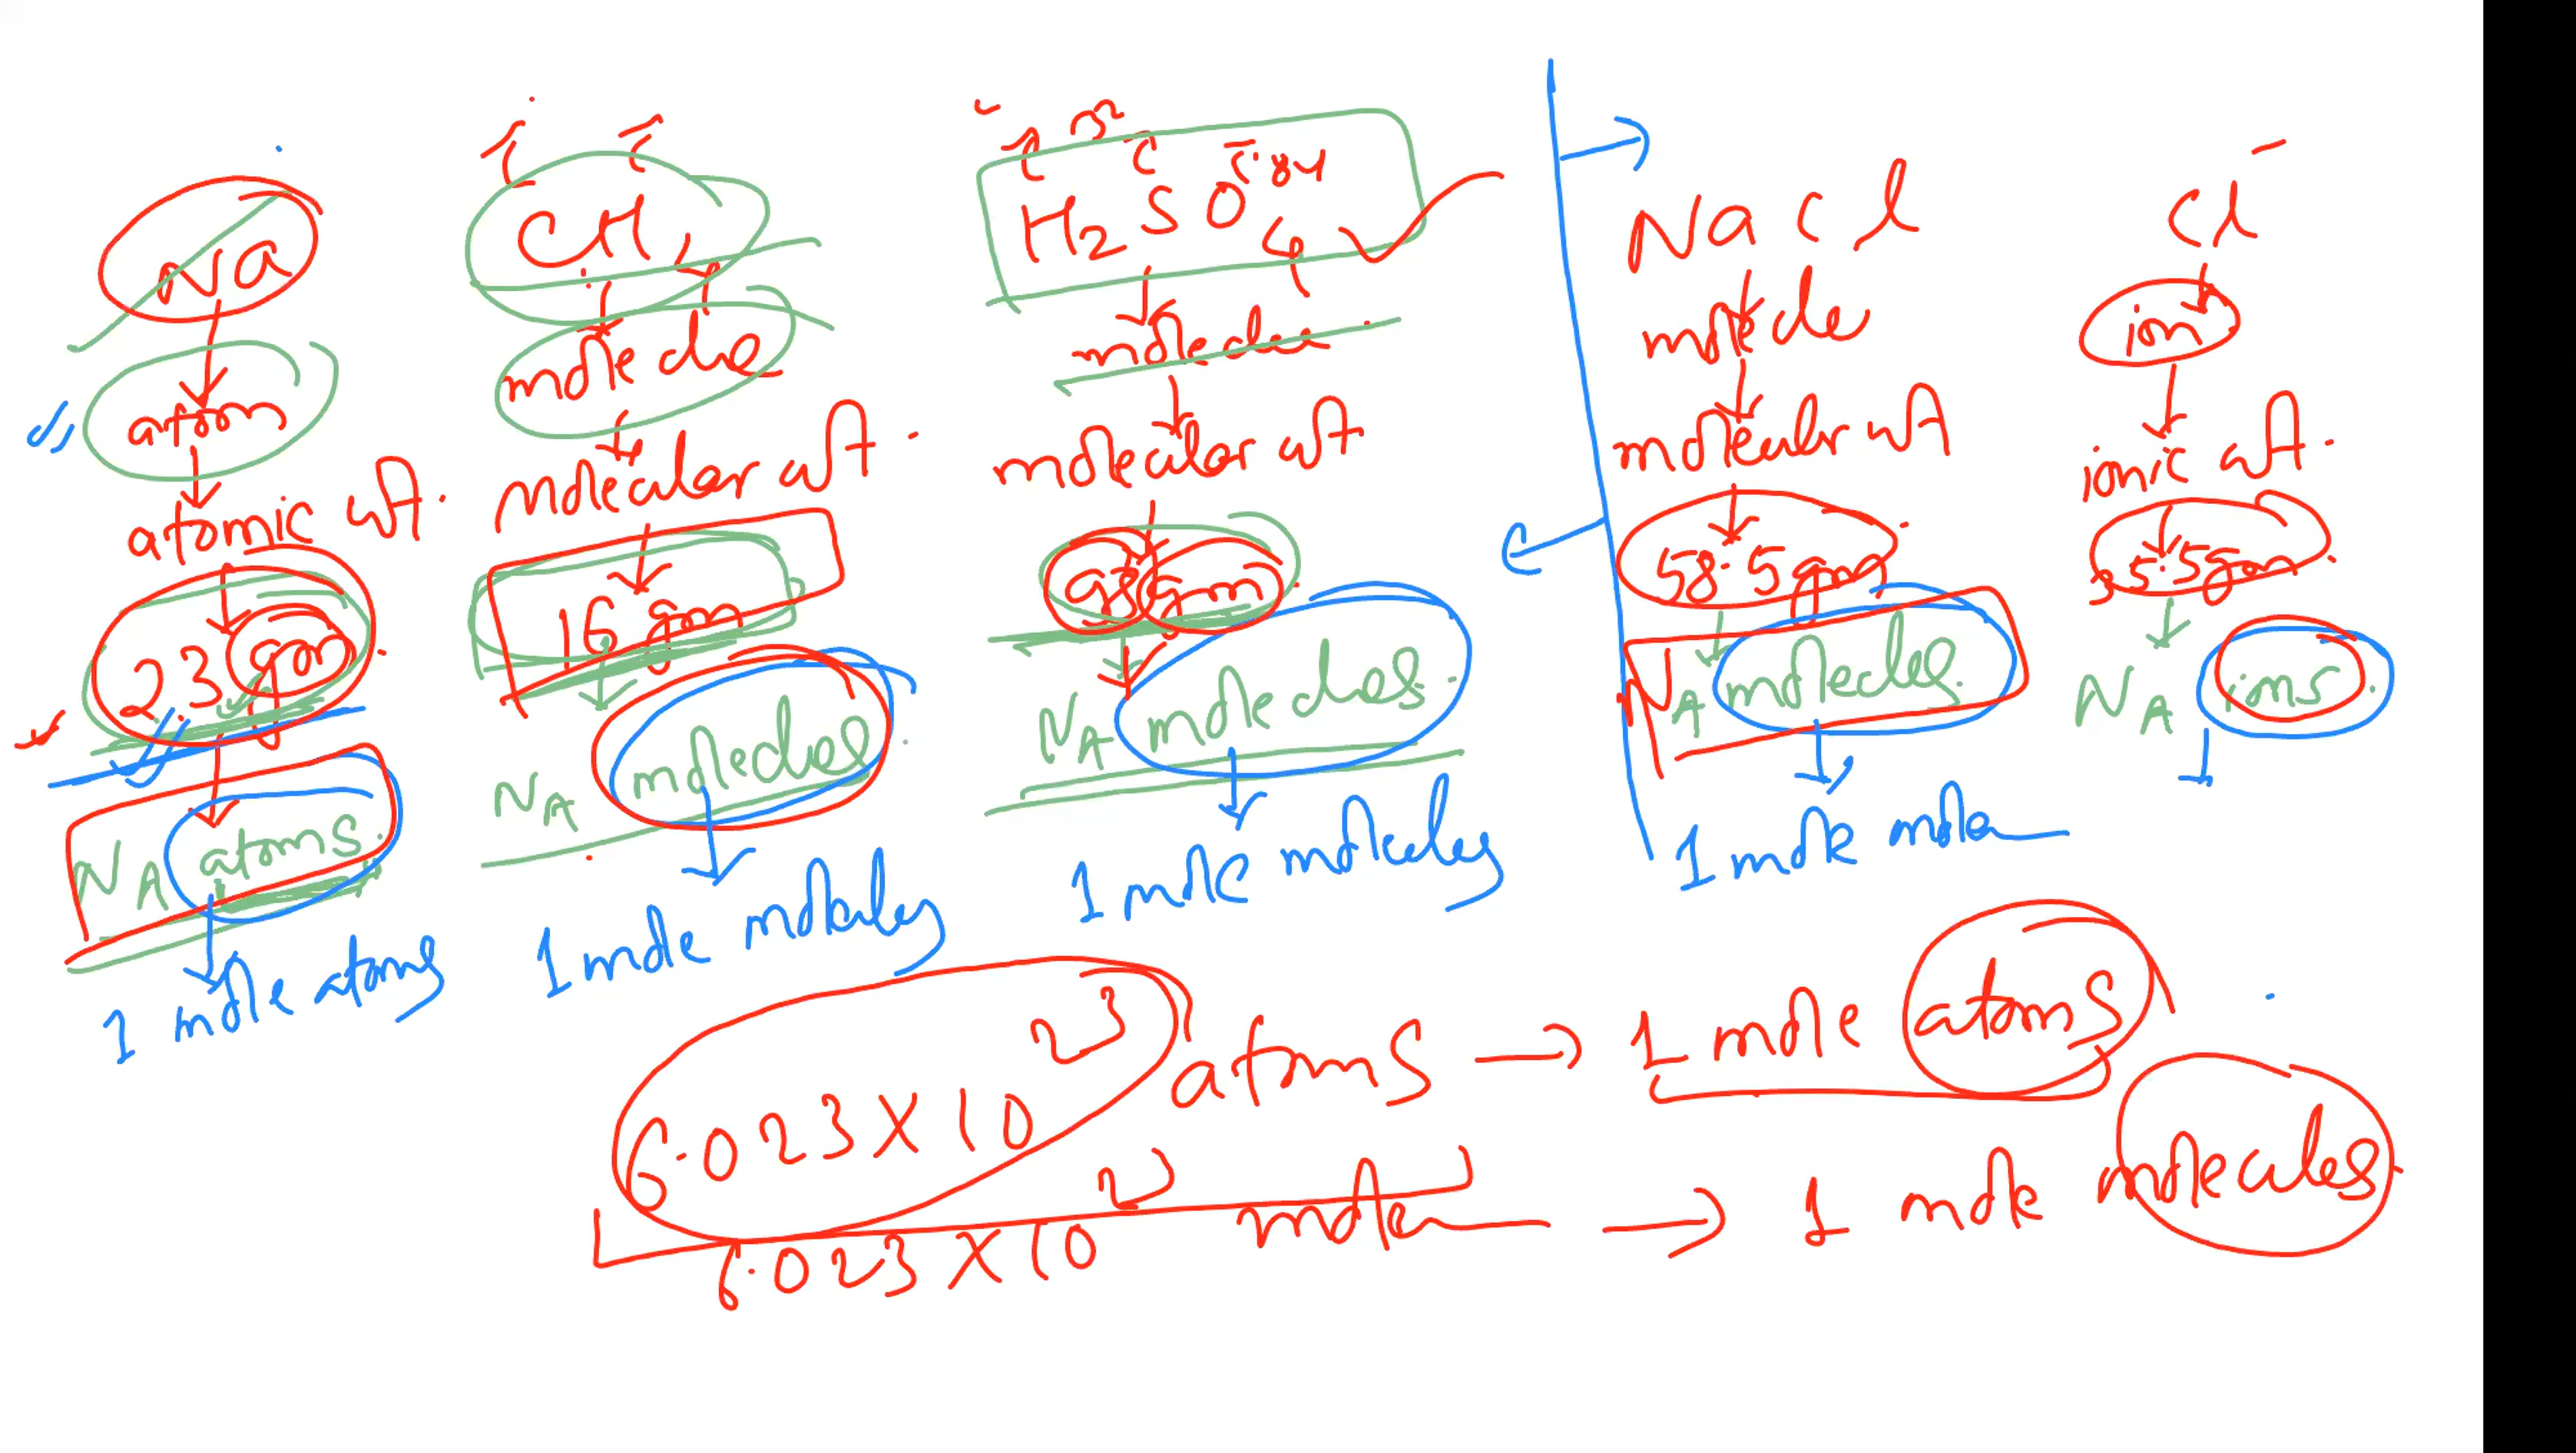 Na
atom
atomic wt.
23 gm
NA atoms
1 mole atoms
CH4
molecule
molecular wt.
16 gm
NA molecules
1 mole molecules
H2SO4
molecule
molecular wt
98 gm
NA molecules.
1 mole molecules
NaCl
molecule
molecular wt
58.5 gm
NA molecules.
1 mole molecu
Cl-
ion
ionic wt.
35.5 gm
NA ions.
6.023 X 10^23 atoms → 1 mole atoms
6.023 X 10^23 molecu → 1 mole molecules